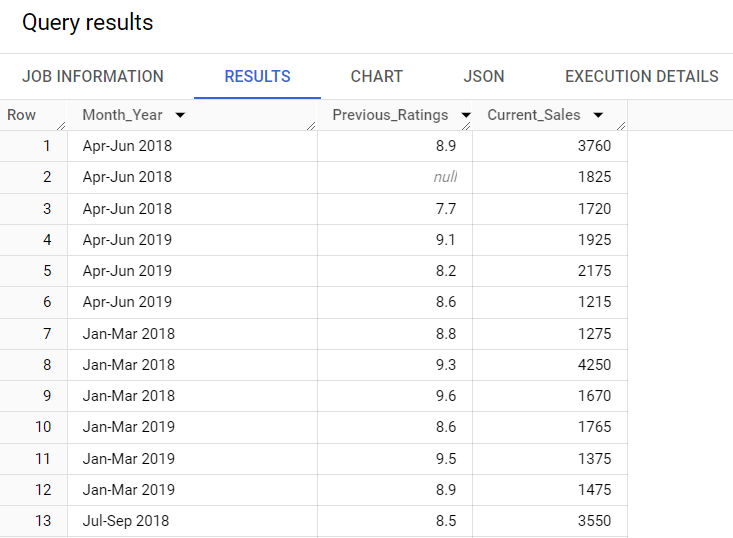 Query results
JOB INFORMATION RESULTS CHART JSON EXECUTION DETAILS
Row Month_Year Previous_Ratings Current_Sales
1 Apr-Jun 2018 8.9 3760
2 Apr-Jun 2018 null 1825
3 Apr-Jun 2018 7.7 1720
4 Apr-Jun 2019 9.1 1925
5 Apr-Jun 2019 8.2 2175
6 Apr-Jun 2019 8.6 1215
7 Jan-Mar 2018 8.8 1275
8 Jan-Mar 2018 9.3 4250
9 Jan-Mar 2018 9.6 1670
10 Jan-Mar 2019 8.6 1765
11 Jan-Mar 2019 9.5 1375
12 Jan-Mar 2019 8.9 1475
13 Jul-Sep 2018 8.5 3550